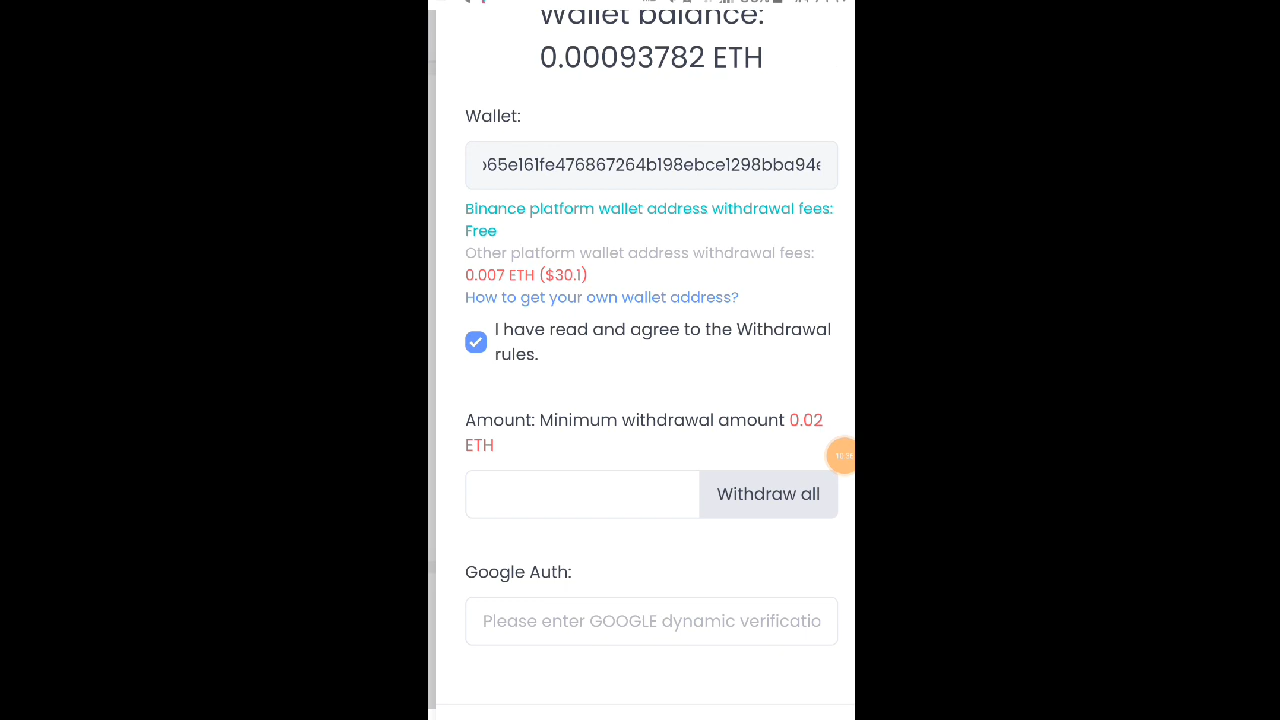 Wallet balance:
0.00093782 ETH
Wallet:
65e161fe476867264b198ebce1298bba94
Binance platform wallet address withdrawal fees:
Free
Other platform wallet address withdrawal fees:
0.007 ETH ($30.1)
How to get your own wallet address?
I have read and agree to the Withdrawal
rules.
Amount: Minimum withdrawal amount 0.02
ETH
Withdraw all
Google Auth:
Please enter GOOGLE dynamic verificatio